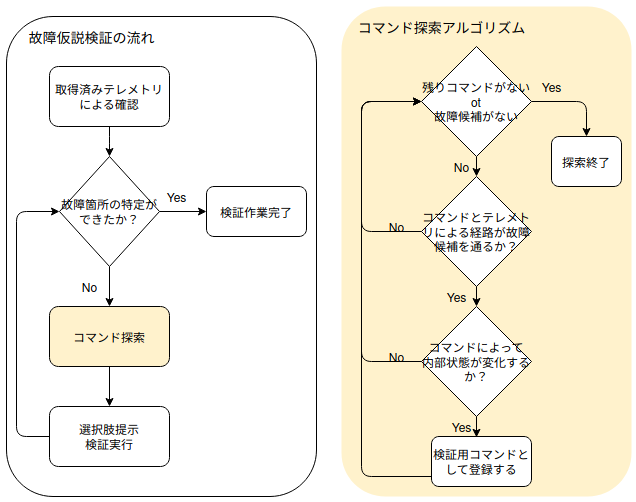 故障仮説検証の流れ
取得済みテレメトリ
による確認
故障箇所の特定が
できたか？
Yes
検証作業完了
No
コマンド探索
選択肢提示
検証実行
コマンド探索アルゴリズム
残りコマンドがない
ot
故障候補がない
Yes
探索終了
No
コマンドとテレメト
リによる経路が故障
候補を通るか？
No
Yes
コマンドによって
内部状態が変化する
か？
No
Yes
検証用コマンドと
して登録する